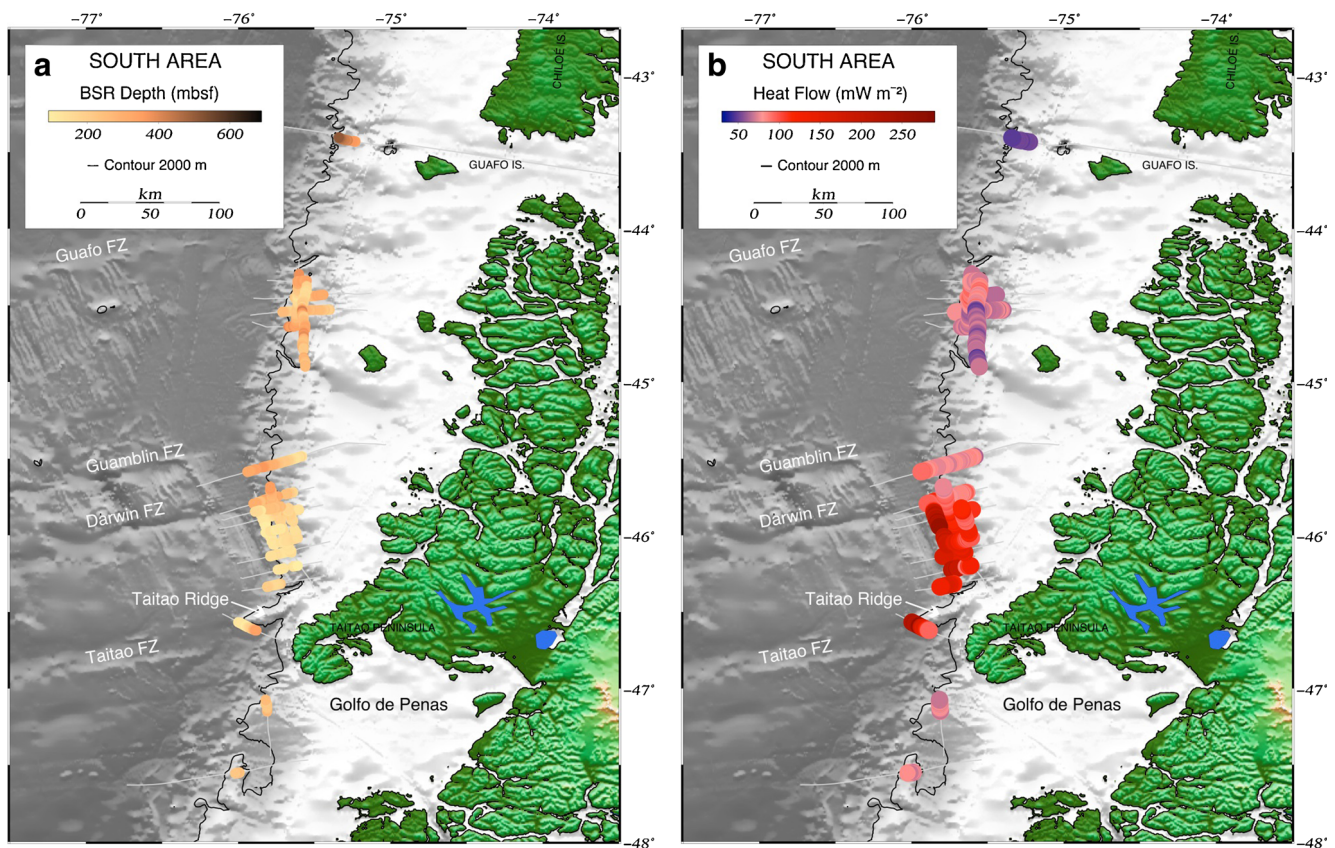 −77° −76° −75° −74°
a
SOUTH AREA
BSR Depth (mbsf)
200 400 600
Contour 2000 m
km
0 50 100
CHILOE IS.
GUAFO IS.
Guafo FZ
Guamblin FZ
Darwin FZ
Taitao Ridge
TAITAO PENINSULA
Taitao FZ
Golfo de Penas
−43°
−44°
−45°
−46°
−47°
−48°
−77° −76° −75° −74°
b
SOUTH AREA
Heat Flow (mW m⁻²)
50 100 150 200 250
Contour 2000 m
km
0 50 100
CHILOE IS.
GUAFO IS.
Guafo FZ
Guamblin FZ
Darwin FZ
Taitao Ridge
TAITAO PENINSULA
Taitao FZ
Golfo de Penas
−43°
−44°
−45°
−46°
−47°
−48°